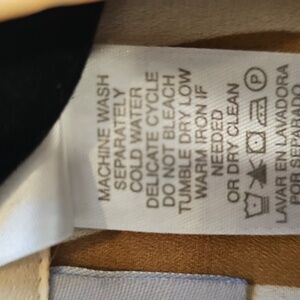 MACHINE WASH
SEPARATELY
COLD WATER
DELICATE CYCLE
DO NOT BLEACH
TUMBLE DRY LOW
WARM IRON IF
NEEDED
OR DRY CLEAN
P
LAVAR EN LAVADORA
POR SEPARADO